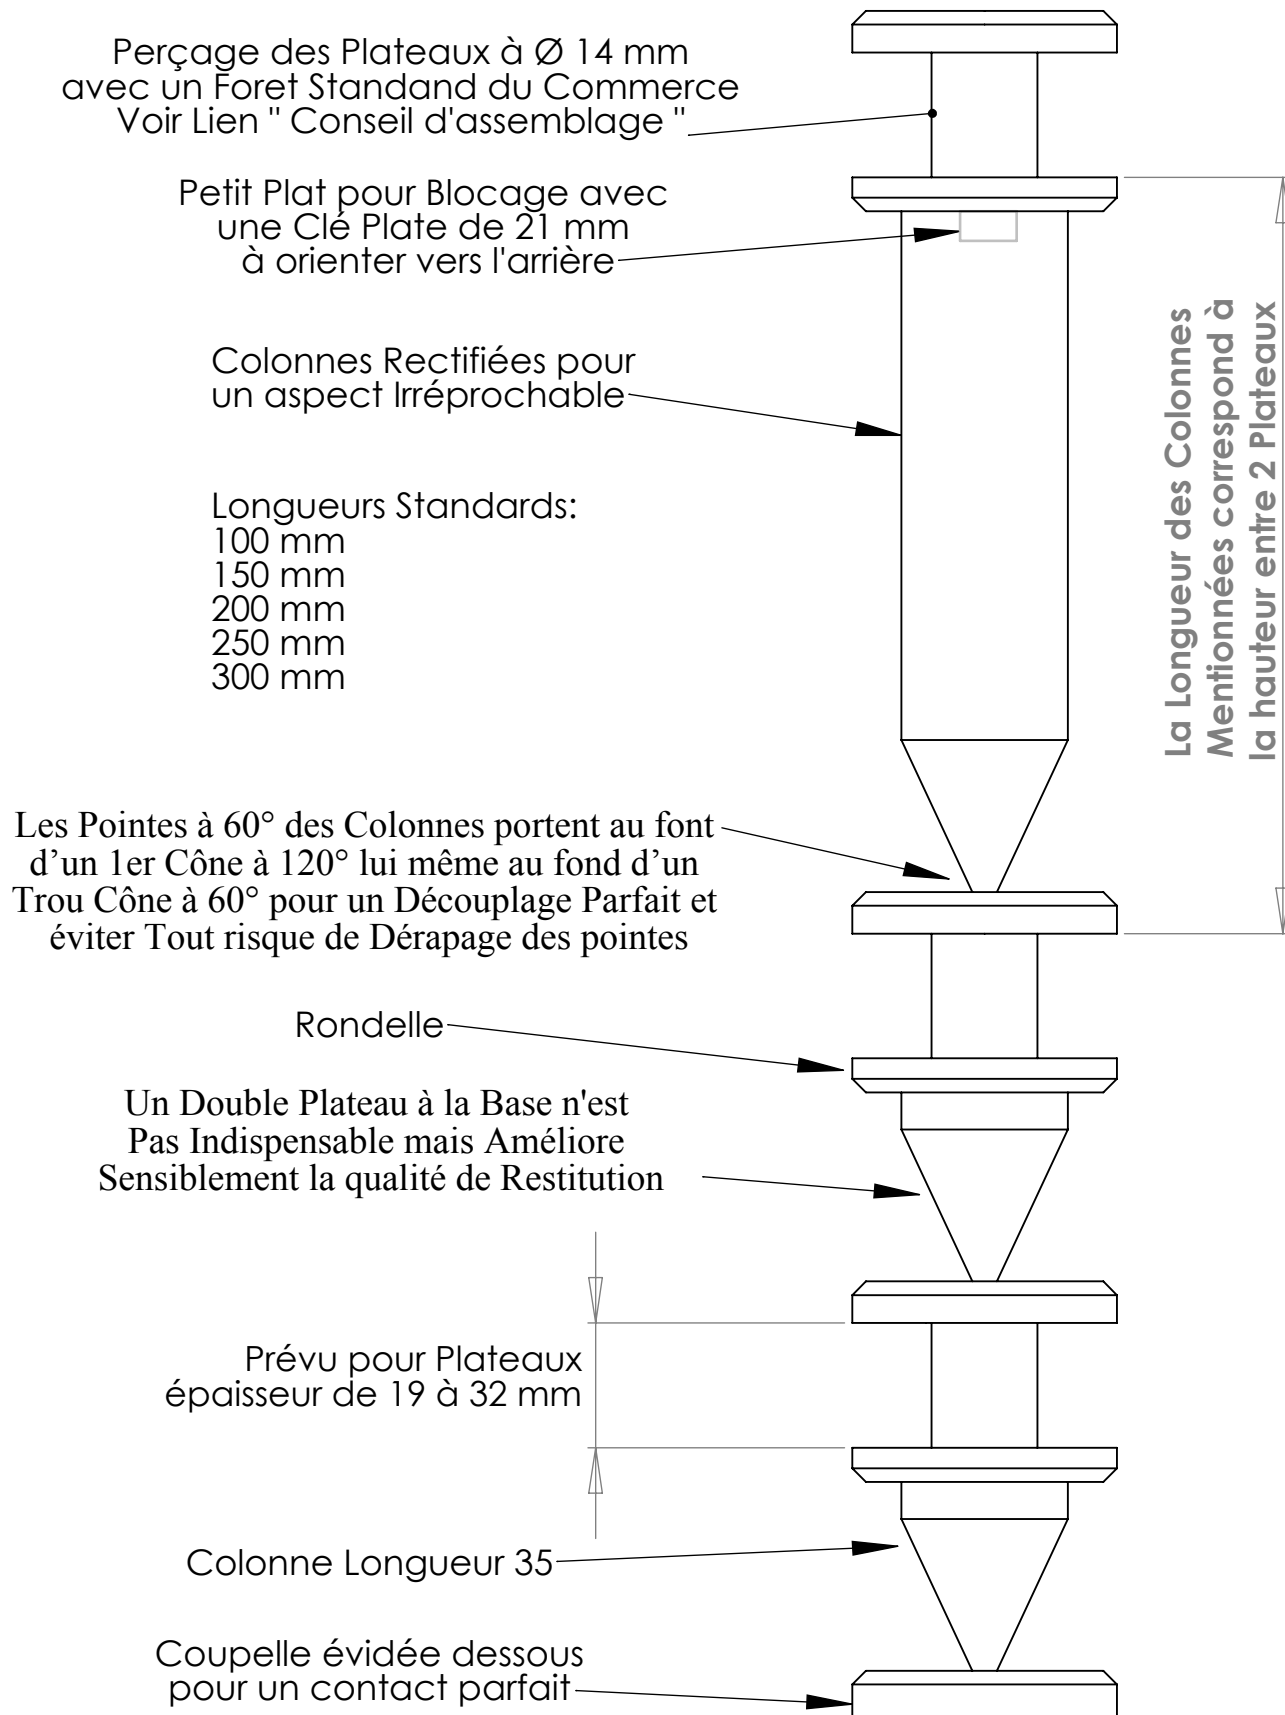 Perçage des Plateaux à Ø 14 mm
avec un Foret Standand du Commerce
Voir Lien " Conseil d'assemblage "
Petit Plat pour Blocage avec
une Clé Plate de 21 mm
à orienter vers l'arrière
Colonnes Rectifiées pour
un aspect Irréprochable
Longueurs Standards:
100 mm
150 mm
200 mm
250 mm
300 mm
La Longueur des Colonnes
Mentionnées correspond à
la hauteur entre 2 Plateaux
Les Pointes à 60° des Colonnes portent au font
d’un 1er Cône à 120° lui même au fond d’un
Trou Cône à 60° pour un Découplage Parfait et
éviter Tout risque de Dérapage des pointes
Rondelle
Un Double Plateau à la Base n'est
Pas Indispensable mais Améliore
Sensiblement la qualité de Restitution
Prévu pour Plateaux
épaisseur de 19 à 32 mm
Colonne Longueur 35
Coupelle évidée dessous
pour un contact parfait